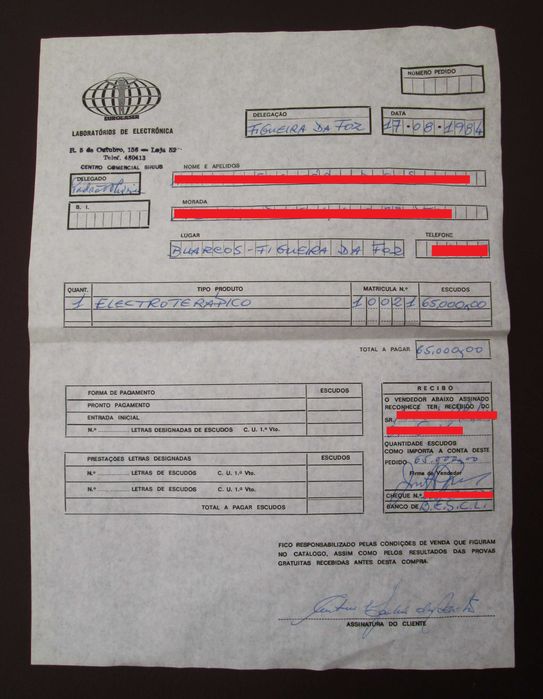 NÚMERO PEDIDO
EUROLASER
LABORATÓRIOS DE ELECTRÓNICA
DELEGAÇÃO
FIGUEIRA DA FOZ
DATA
17-08-1984
R. 5 de Outubro, 156 — Loja 52
Telef. 480413
CENTRO COMERCIAL SIRIUS
DELEGADO
B. I.
NOME E APELIDOS
MORADA
LUGAR
BUARCOS-FIGUEIRA DA FOZ
TELEFONE
QUANT. TIPO PRODUTO MATRICULA N.º ESCUDOS
1 ELECTROTERÁPICO 10021 65.000,00
TOTAL A PAGAR 65.000,00
FORMA DE PAGAMENTO ESCUDOS
PRONTO PAGAMENTO
ENTRADA INICIAL
N.º LETRAS DESIGNADAS DE ESCUDOS C. U. 1.º Vto.
PRESTAÇÕES LETRAS DESIGNADAS ESCUDOS
N.º LETRAS DE ESCUDOS C. U. 1.º Vto.
N.º LETRAS DE ESCUDOS C. U. 1.º Vto.
TOTAL A PAGAR ESCUDOS
RECIBO
O VENDEDOR ABAIXO ASSINADO
RECONHECE TER RECEBIDO DO
SR.
QUANTIDADE ESCUDOS
COMO IMPORTA A CONTA DESTE
PEDIDO 65.000,00
Firma do Vendedor
CHEQUE N.º
BANCO DE B.E.S.C.L.
FICO RESPONSABILIZADO PELAS CONDIÇÕES DE VENDA QUE FIGURAM
NO CATÁLOGO, ASSIM COMO PELOS RESULTADOS DAS PROVAS
GRATUITAS RECEBIDAS ANTES DESTA COMPRA.
ASSINATURA DO CLIENTE